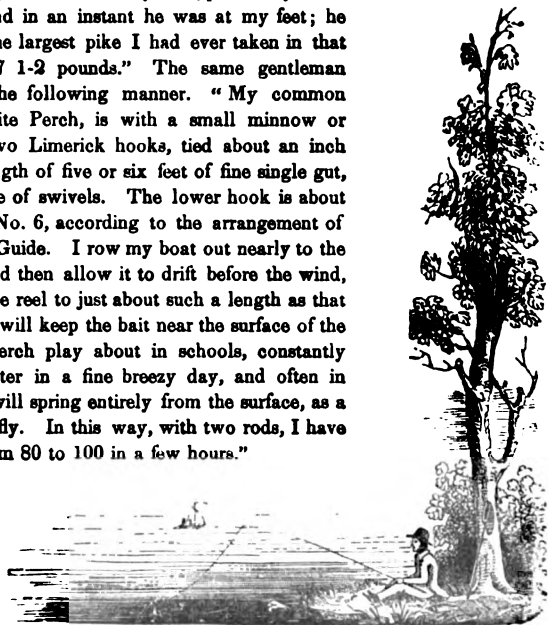 d in an instant he was at my feet; he
e largest pike I had ever taken in that
7 1-2 pounds.” The same gentleman
he following manner. “ My common
ite Perch, is with a small minnow or
vo Limerick hooks, tied about an inch
gth of five or six feet of fine single gut,
e of swivels. The lower hook is about
No. 6, according to the arrangement of
Guide. I row my boat out nearly to the
d then allow it to drift before the wind,
e reel to just about such a length as that
will keep the bait near the surface of the
erch play about in schools, constantly
ter in a fine breezy day, and often in
vill spring entirely from the surface, as a
fly. In this way, with two rods, I have
m 80 to 100 in a few hours.”